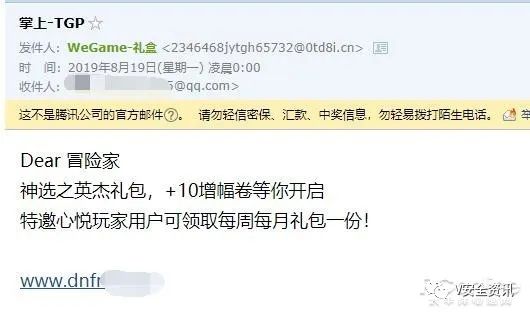 掌上-TGP
发件人：WeGame-礼盒 <2346468jytgh65732@0td8i.cn>
时 间：2019年8月19日(星期一) 凌晨0:00
收件人： 5@qq.com>
这不是腾讯公司的官方邮件?。 请勿轻信密保、汇款、中奖信息，勿轻易拨打陌生电话。 举
Dear 冒险家
神选之英杰礼包，+10增幅卷等你开启
特邀心悦玩家用户可领取每周每月礼包一份！
www.dnfr
V安全资讯